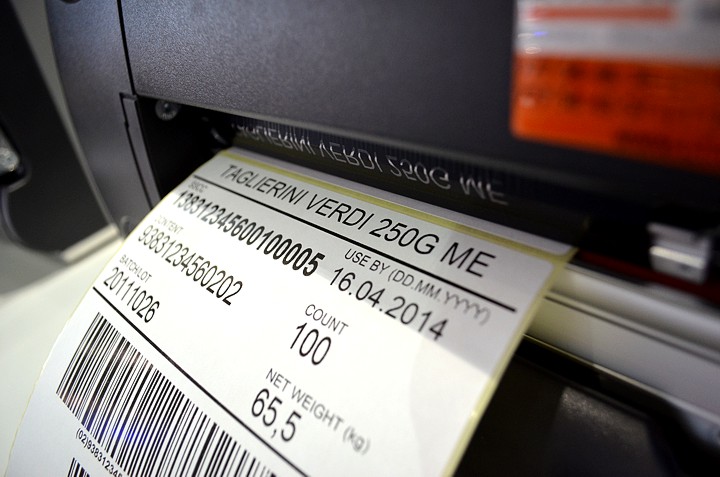 TAGLIERINI VERDI 250G ME
SSCC
138312345600100005
USE BY (DD.MM.YYYY)
16.04.2014
CONTENT
93831234560202
COUNT
100
BATCH/LOT
20111026
NET WEIGHT (kg)
65,5